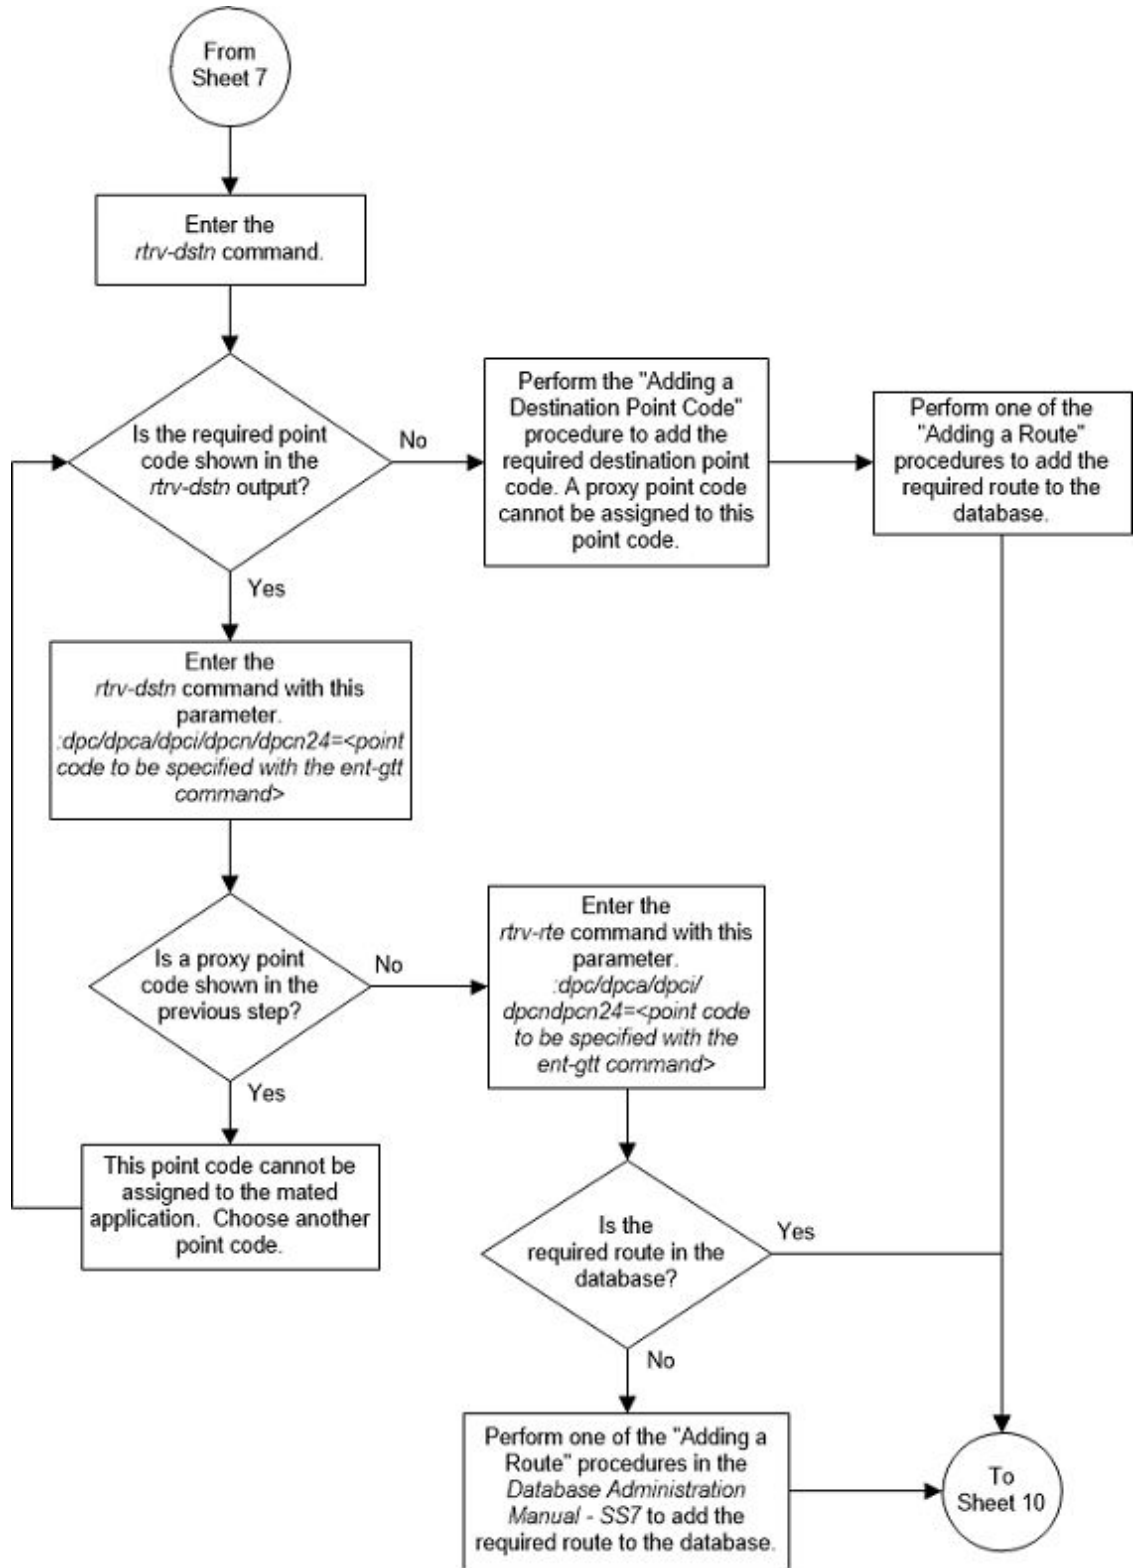 From
Sheet 7
Enter the
rtrv-dstn command.
Is the required point
code shown in the
rtrv-dstn output?
No
Perform the "Adding a
Destination Point Code"
procedure to add the
required destination point
code. A proxy point code
cannot be assigned to this
point code.
Perform one of the
"Adding a Route"
procedures to add the
required route to the
database.
Yes
Enter the
rtrv-dstn command with this
parameter.
:dpc/dpca/dpci/dpcn/dpcn24=<point
code to be specified with the ent-gtt
command>
Is a proxy point
code shown in the
previous step?
No
Enter the
rtrv-rte command with this
parameter.
:dpc/dpca/dpci/
dpcndpcn24=<point code
to be specified with the
ent-gtt command>
Yes
This point code cannot be
assigned to the mated
application.  Choose another
point code.
Is the
required route in the
database?
Yes
No
Perform one of the "Adding a
Route" procedures in the
Database Administration
Manual - SS7 to add the
required route to the database.
To
Sheet 10